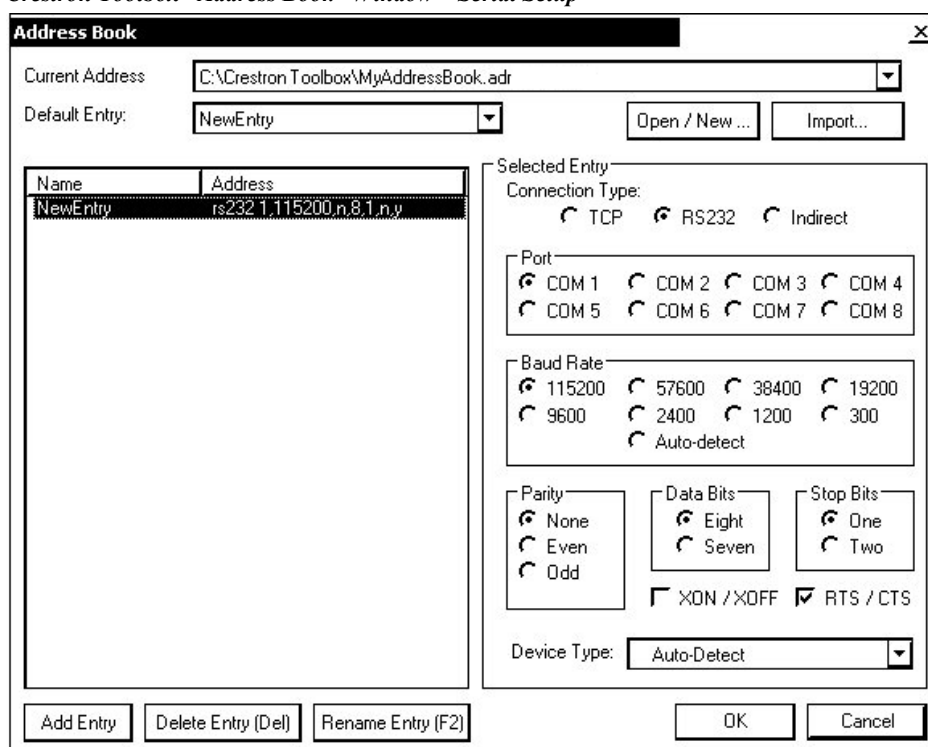 Crestron Toolbox "Address Book" Window – Serial Setup
Address Book
Current Address C:\Crestron Toolbox\MyAddressBook.adr
Default Entry: NewEntry Open / New ... Import...
Name Address
NewEntry rs232 1,115200,n,8,1,n,y
Selected Entry
Connection Type:
TCP RS232 Indirect
Port
COM 1 COM 2 COM 3 COM 4
COM 5 COM 6 COM 7 COM 8
Baud Rate
115200 57600 38400 19200
9600 2400 1200 300
Auto-detect
Parity Data Bits Stop Bits
None Eight One
Even Seven Two
Odd
XON / XOFF RTS / CTS
Device Type: Auto-Detect
Add Entry Delete Entry (Del) Rename Entry (F2) OK Cancel